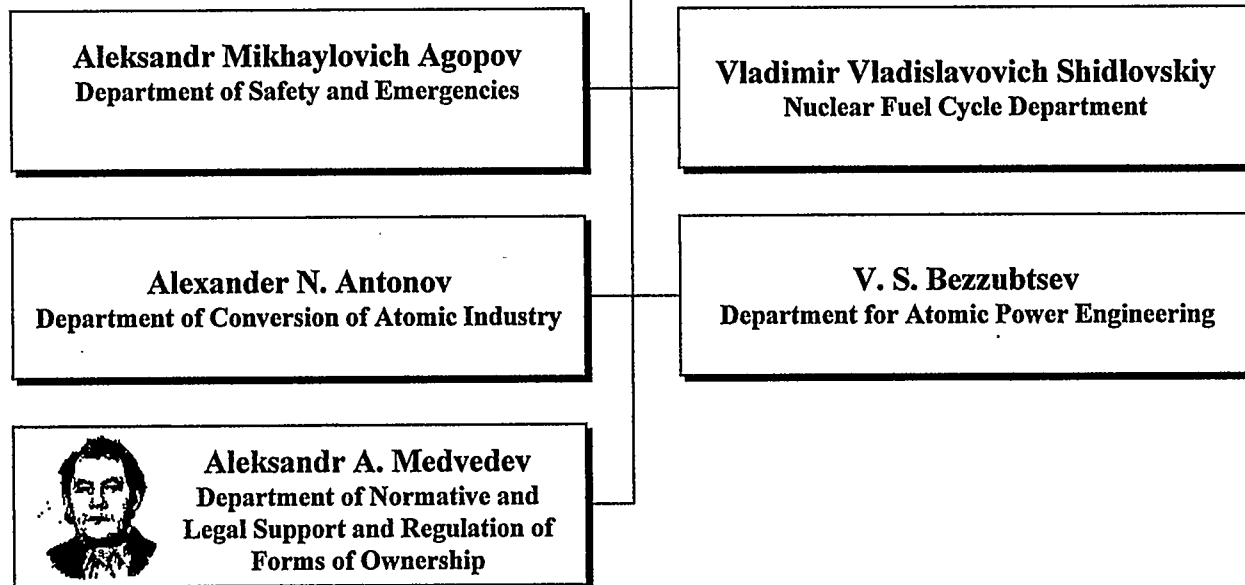 Aleksandr Mikhaylovich Agopov
Department of Safety and Emergencies
Vladimir Vladislavovich Shidlovskiy
Nuclear Fuel Cycle Department
Alexander N. Antonov
Department of Conversion of Atomic Industry
V. S. Bezzubtsev
Department for Atomic Power Engineering
Aleksandr A. Medvedev
Department of Normative and
Legal Support and Regulation of
Forms of Ownership